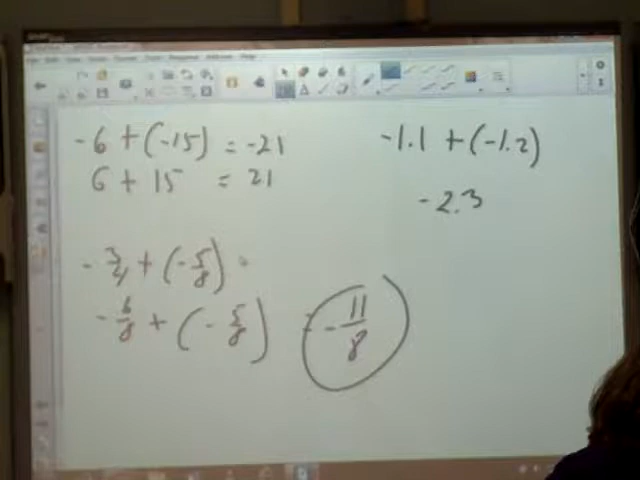 -6 + (-15) = -21
6 + 15 = 21
-1.1 + (-1.2)
-2.3
- 3/4 + (- 5/8) =
- 6/8 + (- 5/8) = - 11/8